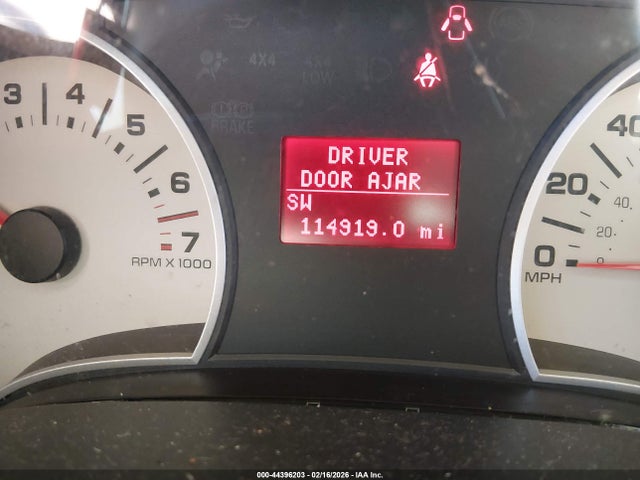 4X4
4X4
LOW
BRAKE
3
4
5
6
7
RPM X 1000
DRIVER
DOOR AJAR
SW
114919.0 mi
40
20
0
40
20
0
MPH
000-44396203 - 02/16/2026 - IAA Inc.